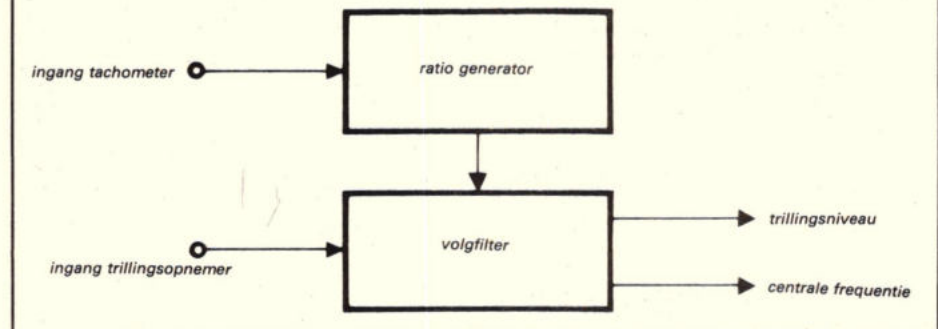 ingang tachometer
ratio generator
ingang trillingsopnemer
volgfilter
trillingsniveau
centrale frequentie